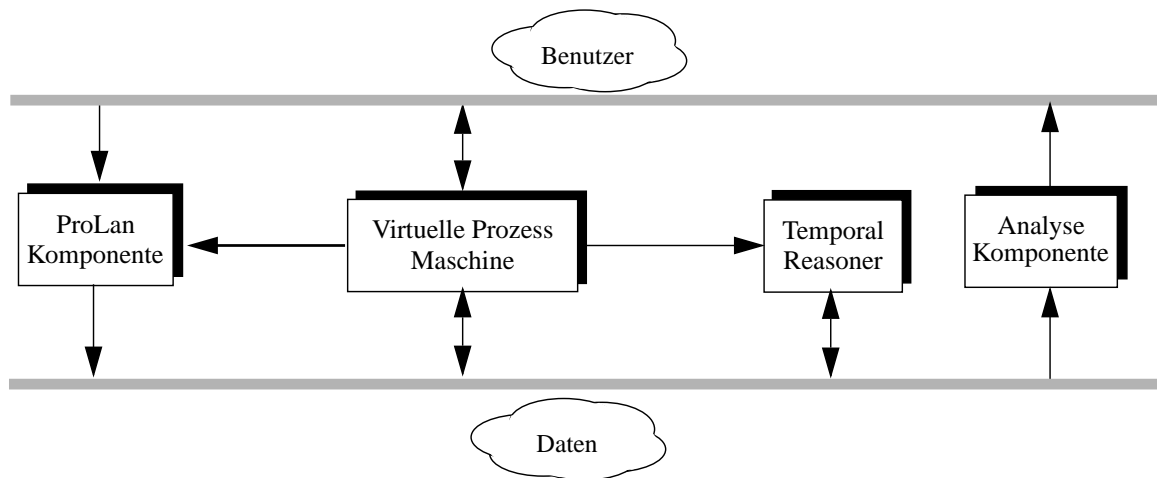 Benutzer
ProLan
Komponente
Virtuelle Prozess
Maschine
Temporal
Reasoner
Analyse
Komponente
Daten